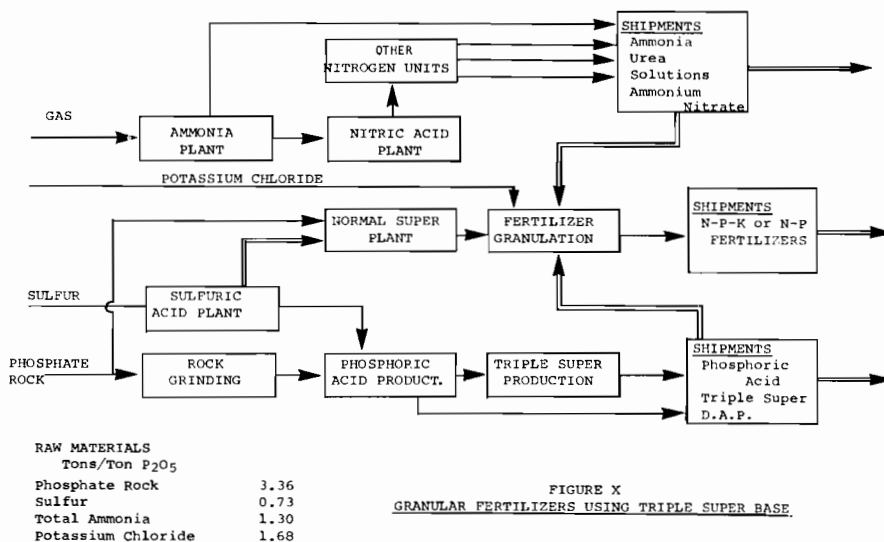 SHIPMENTS
Ammonia
Urea
Solutions
Ammonium
Nitrate
OTHER
NITROGEN UNITS
GAS
AMMONIA
PLANT
NITRIC ACID
PLANT
POTASSIUM CHLORIDE
NORMAL SUPER
PLANT
FERTILIZER
GRANULATION
SHIPMENTS
N-P-K or N-P
FERTILIZERS
SULFUR
SULFURIC
ACID PLANT
PHOSPHATE
ROCK
ROCK
GRINDING
PHOSPHORIC
ACID PRODUCT.
TRIPLE SUPER
PRODUCTION
SHIPMENTS
Phosphoric
Acid
Triple Super
D.A.P.
RAW MATERIALS
Tons/Ton P2O5
Phosphate Rock 3.36
Sulfur 0.73
Total Ammonia 1.30
Potassium Chloride 1.68
FIGURE X
GRANULAR FERTILIZERS USING TRIPLE SUPER BASE